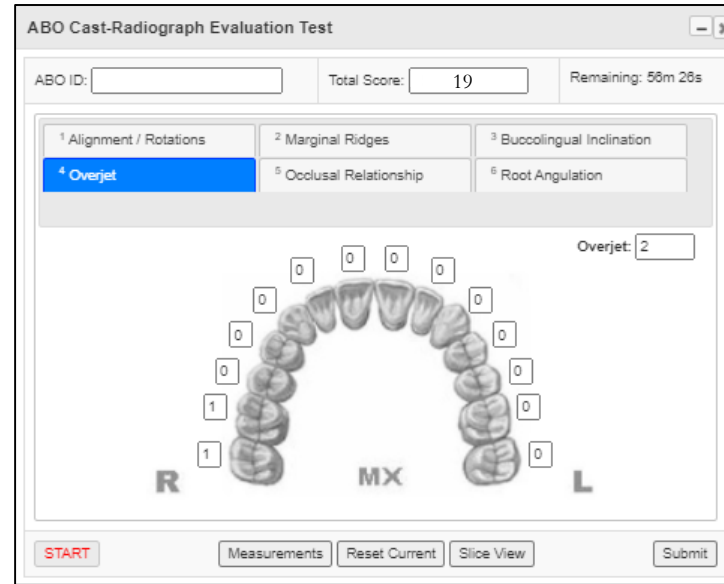 ABO Cast-Radiograph Evaluation Test
ABO ID: Total Score: 19 Remaining: 56m 26s
1 Alignment / Rotations 2 Marginal Ridges 3 Buccolingual Inclination
4 Overjet 5 Occlusal Relationship 6 Root Angulation
Overjet: 2
0 0
0 0
0 0
0 0
0 0
1 0
1 0
R MX L
START Measurements Reset Current Slice View Submit